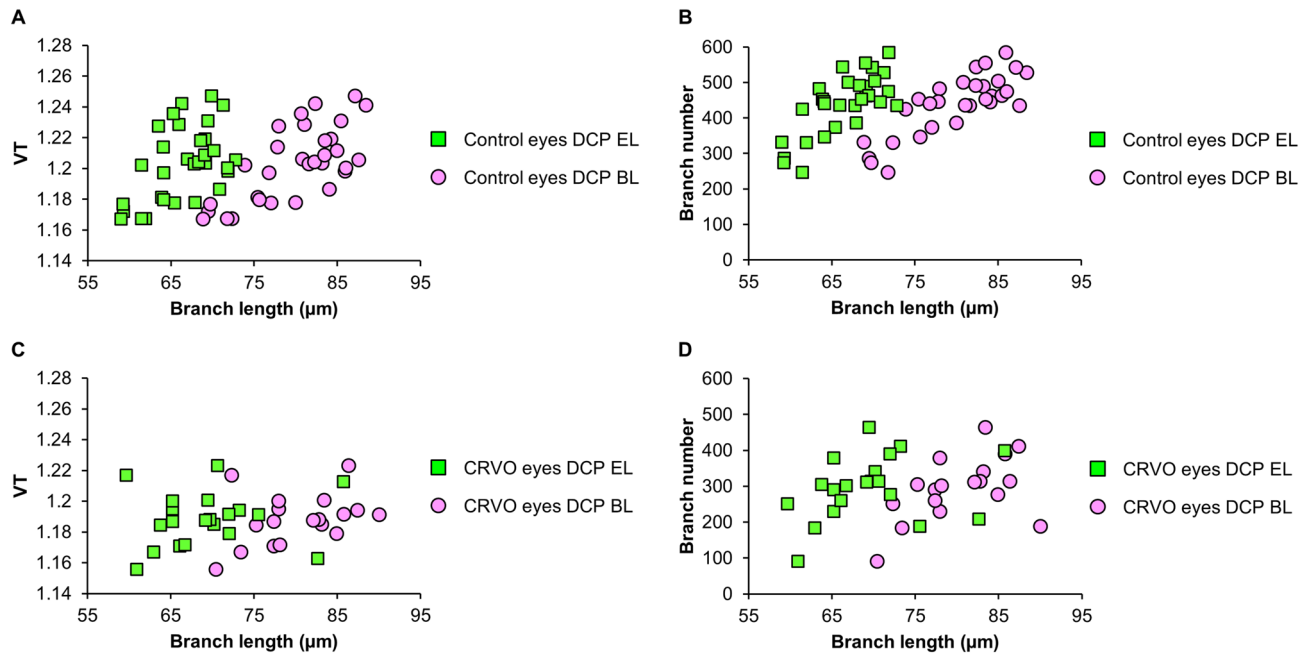 A
1.28
1.26
1.24
1.22
1.2
1.18
1.16
1.14
VT
55
65
75
85
95
Branch length (µm)
Control eyes DCP EL
Control eyes DCP BL
B
600
500
400
300
200
100
0
Branch number
55
65
75
85
95
Branch length (µm)
Control eyes DCP EL
Control eyes DCP BL
C
1.28
1.26
1.24
1.22
1.2
1.18
1.16
1.14
VT
55
65
75
85
95
Branch length (µm)
CRVO eyes DCP EL
CRVO eyes DCP BL
D
600
500
400
300
200
100
0
Branch number
55
65
75
85
95
Branch length (µm)
CRVO eyes DCP EL
CRVO eyes DCP BL